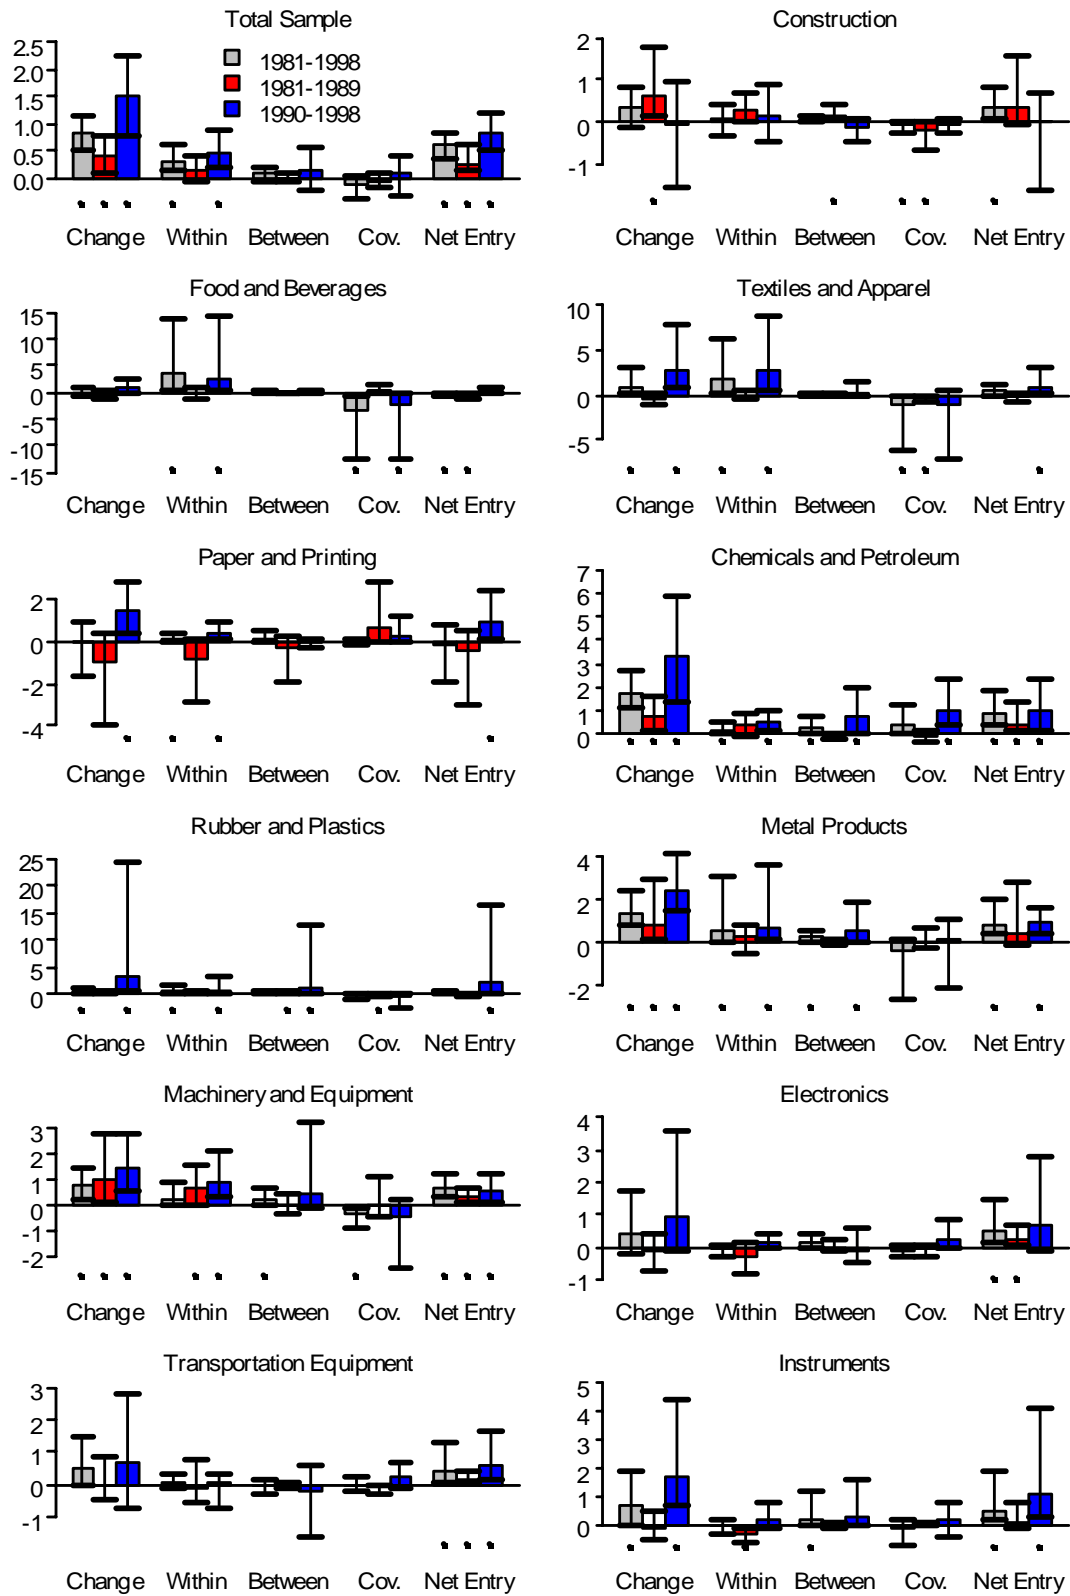 Total Sample
2.5
2.0
1.5
1.0
0.5
0.0
1981-1998
1981-1989
1990-1998
Change Within Between Cov. Net Entry
Construction
2
1
0
-1
Change Within Between Cov. Net Entry
Food and Beverages
15
10
5
0
-5
-10
-15
Change Within Between Cov. Net Entry
Textiles and Apparel
10
5
0
-5
Change Within Between Cov. Net Entry
Paper and Printing
2
0
-2
-4
Change Within Between Cov. Net Entry
Chemicals and Petroleum
7
6
5
4
3
2
1
0
Change Within Between Cov. Net Entry
Rubber and Plastics
25
20
15
10
5
0
Change Within Between Cov. Net Entry
Metal Products
4
2
0
-2
Change Within Between Cov. Net Entry
Machinery and Equipment
3
2
1
0
-1
-2
Change Within Between Cov. Net Entry
Electronics
4
3
2
1
0
-1
Change Within Between Cov. Net Entry
Transportation Equipment
3
2
1
0
-1
Change Within Between Cov. Net Entry
Instruments
5
4
3
2
1
0
Change Within Between Cov. Net Entry